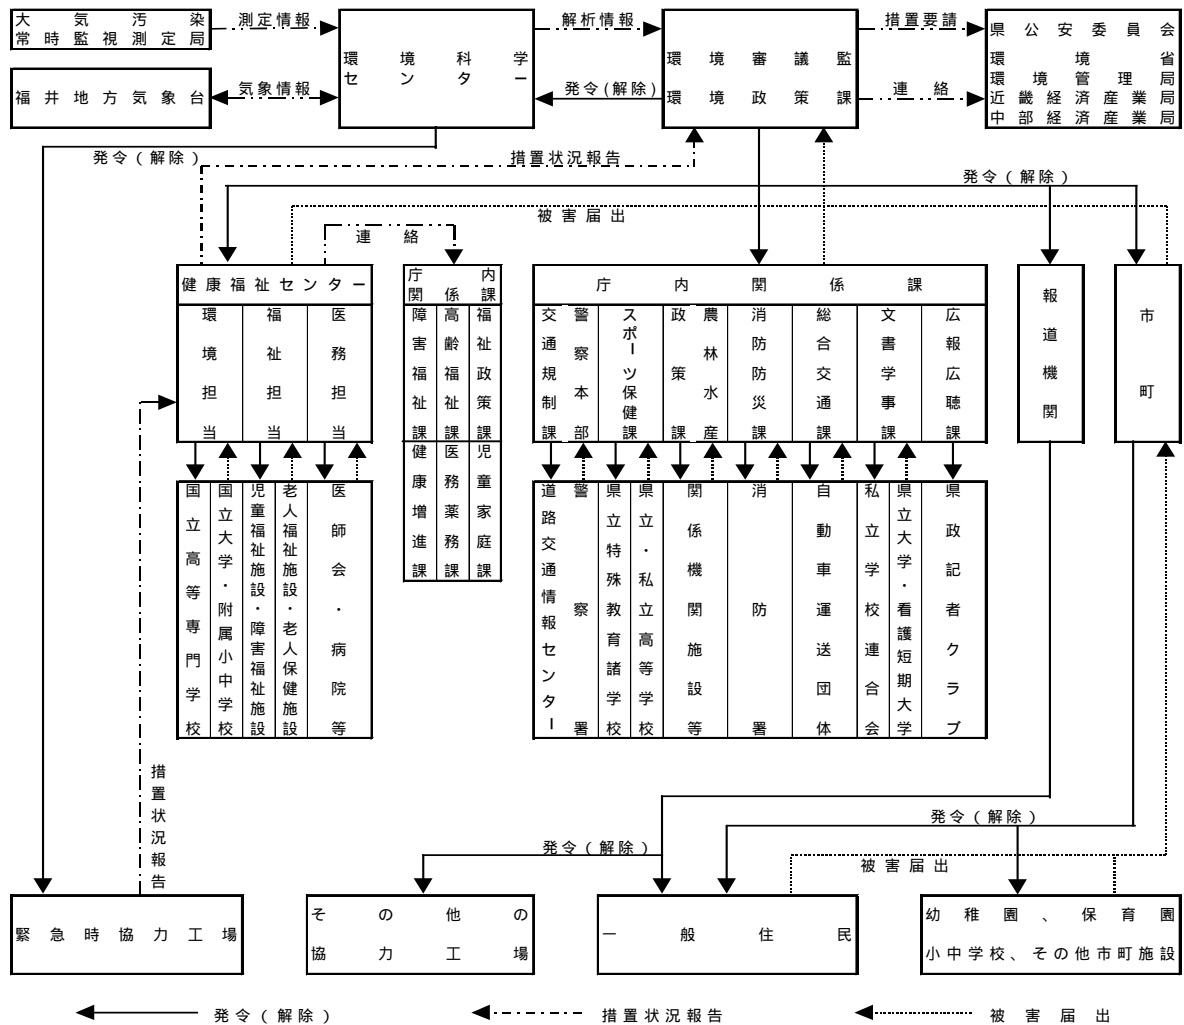 大気汚染
常時監視測定局
測定情報
環境科学
センター
解析情報
環境審議監
環境政策課
措置要請
県公安委員会
環境省
環境管理局
近畿経済産業局
中部経済産業局
福井地方気象台
気象情報
発令(解除)
連絡
発令(解除)
措置状況報告
発令(解除)
被害届出
連絡
健康福祉センター
環境担当
福祉担当
医務担当
庁内
関係課
障害福祉課
高齢福祉課
福祉政策課
健康増進課
医務薬務課
児童家庭課
庁内関係課
交通規制課
警察本部
スポーツ保健課
政策課
農林水産
消防防災課
総合交通課
文書学事課
広報広聴課
報道機関
市町
国立高等専門学校
国立大学・附属小中学校
児童福祉施設・障害福祉施設
老人福祉施設・老人保健施設
医師会・病院等
道路交通情報センター
警察署
県立特殊教育諸学校
県立・私立高等学校
関係機関施設等
消防署
自動車運送団体
私立学校連合会
県立大学・看護短期大学
県政記者クラブ
措置状況報告
発令(解除)
発令(解除)
被害届出
緊急時協力工場
その他の
協力工場
一般住民
幼稚園、保育園
小中学校、その他市町施設
発令(解除)
措置状況報告
被害届出